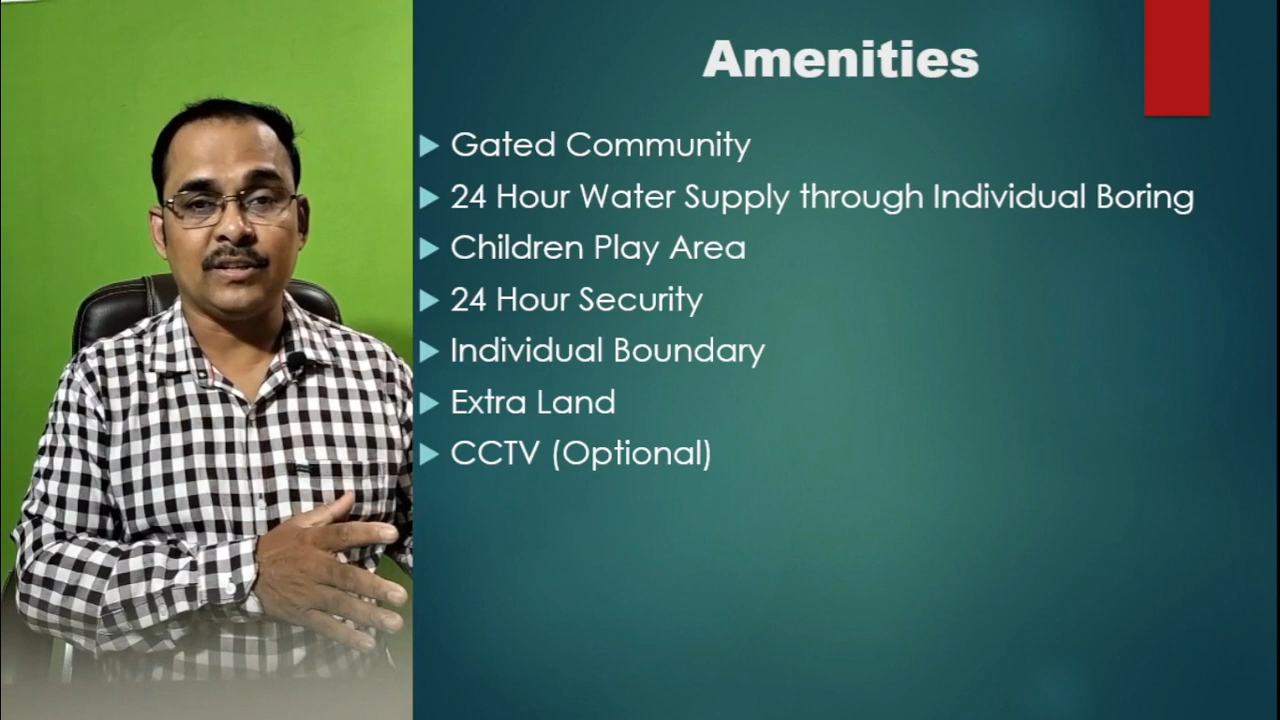 Amenities
Gated Community
24 Hour Water Supply through Individual Boring
Children Play Area
24 Hour Security
Individual Boundary
Extra Land
CCTV (Optional)